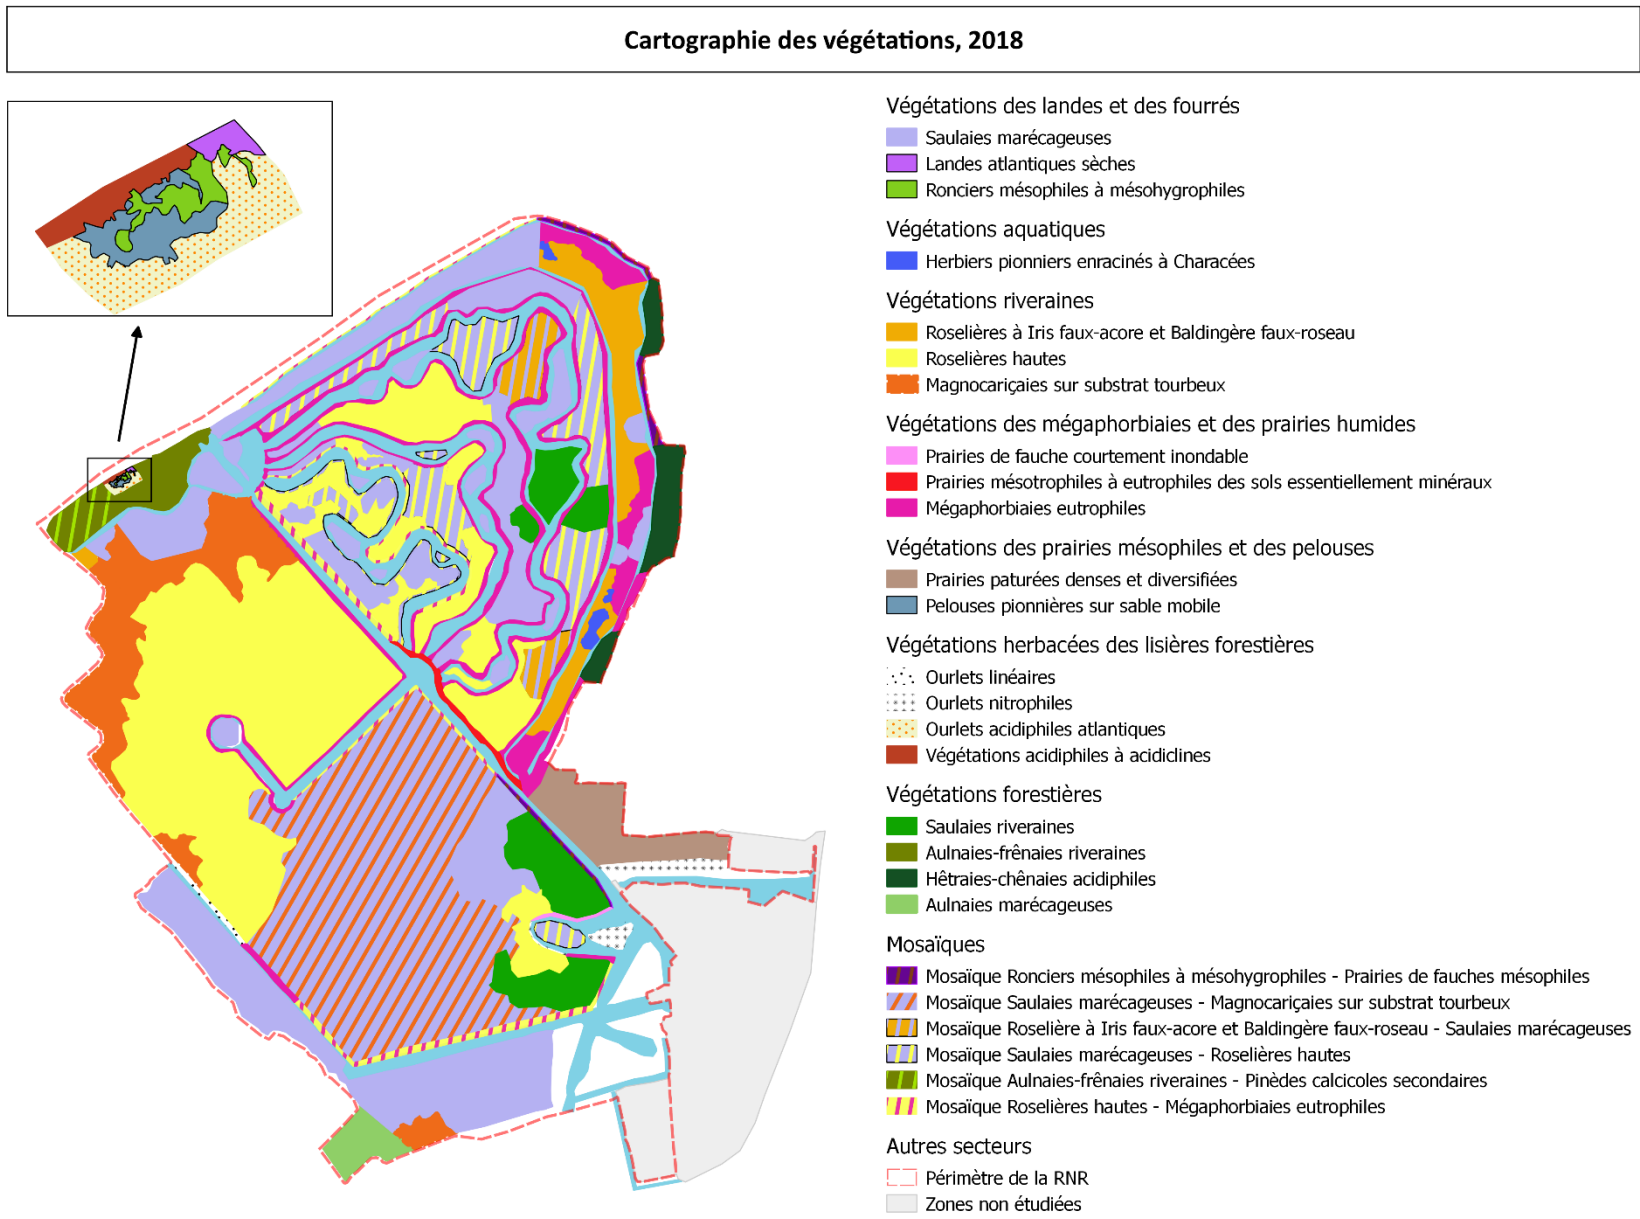 Cartographie des végétations, 2018
Végétations des landes et des fourrés
Saulaies marécageuses
Landes atlantiques sèches
Ronciers mésophiles à mésohygrophiles
Végétations aquatiques
Herbiers pionniers enracinés à Characées
Végétations riveraines
Roselières à Iris faux-acore et Baldingère faux-roseau
Roselières hautes
Magnocariçaies sur substrat tourbeux
Végétations des mégaphorbiaies et des prairies humides
Prairies de fauche courtement inondable
Prairies mésotrophiles à eutrophiles des sols essentiellement minéraux
Mégaphorbiaies eutrophiles
Végétations des prairies mésophiles et des pelouses
Prairies paturées denses et diversifiées
Pelouses pionnières sur sable mobile
Végétations herbacées des lisières forestières
Ourlets linéaires
Ourlets nitrophiles
Ourlets acidiphiles atlantiques
Végétations acidiphiles à acidiclines
Végétations forestières
Saulaies riveraines
Aulnaies-frênaies riveraines
Hêtraies-chênaies acidiphiles
Aulnaies marécageuses
Mosaïques
Mosaïque Ronciers mésophiles à mésohygrophiles - Prairies de fauches mésophiles
Mosaïque Saulaies marécageuses - Magnocariçaies sur substrat tourbeux
Mosaïque Roselière à Iris faux-acore et Baldingère faux-roseau - Saulaies marécageuses
Mosaïque Saulaies marécageuses - Roselières hautes
Mosaïque Aulnaies-frênaies riveraines - Pinèdes calcicoles secondaires
Mosaïque Roselières hautes - Mégaphorbiaies eutrophiles
Autres secteurs
Périmètre de la RNR
Zones non étudiées